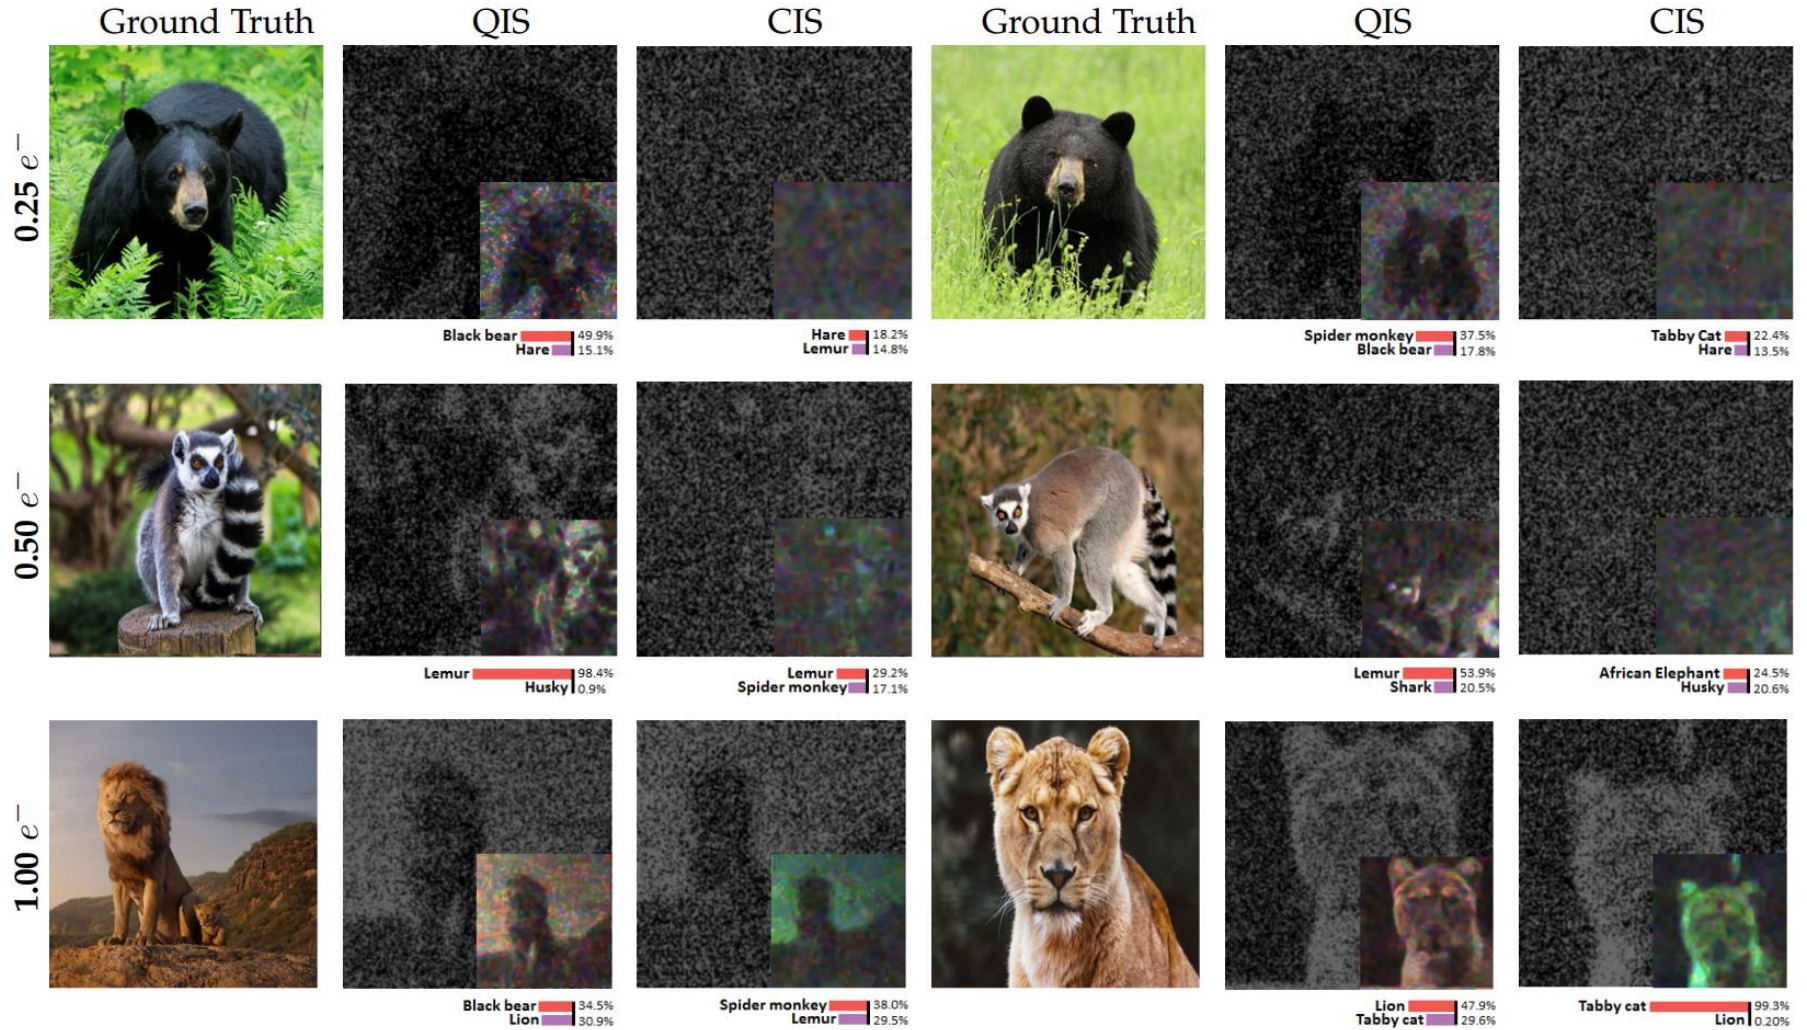 Ground Truth QIS CIS Ground Truth QIS CIS
0.25 e⁻
Black bear 49.9%
Hare 15.1%
Hare 18.2%
Lemur 14.8%
Spider monkey 37.5%
Black bear 17.8%
Tabby Cat 22.4%
Hare 13.5%
0.50 e⁻
Lemur 98.4%
Husky 0.9%
Lemur 29.2%
Spider monkey 17.1%
Lemur 53.9%
Shark 20.5%
African Elephant 24.5%
Husky 20.6%
1.00 e⁻
Black bear 34.5%
Lion 30.9%
Spider monkey 38.0%
Lemur 29.5%
Lion 47.9%
Tabby cat 29.6%
Tabby cat 99.3%
Lion 0.20%